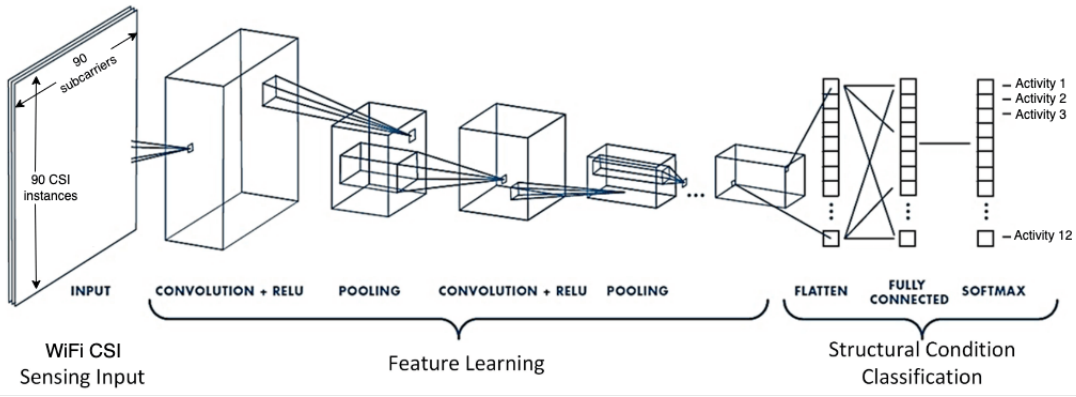 90
subcarriers
90 CSI
instances
Activity 1
Activity 2
Activity 3
Activity 12
INPUT
CONVOLUTION + RELU
POOLING
CONVOLUTION + RELU
POOLING
FLATTEN
FULLY
CONNECTED
SOFTMAX
WiFi CSI
Sensing Input
Feature Learning
Structural Condition
Classification